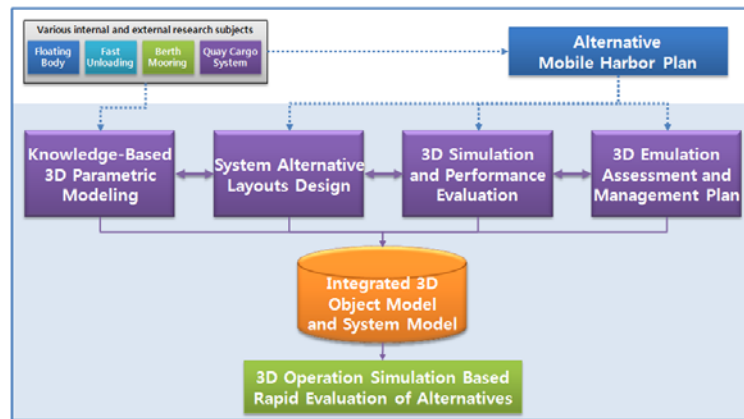 Various internal and external research subjects
Floating
Body
Fast
Unloading
Berth
Mooring
Quay Cargo
System
Alternative
Mobile Harbor Plan
Knowledge-Based
3D Parametric
Modeling
System Alternative
Layouts Design
3D Simulation
and Performance
Evaluation
3D Emulation
Assessment and
Management Plan
Integrated 3D
Object Model
and System Model
3D Operation Simulation Based
Rapid Evaluation of Alternatives